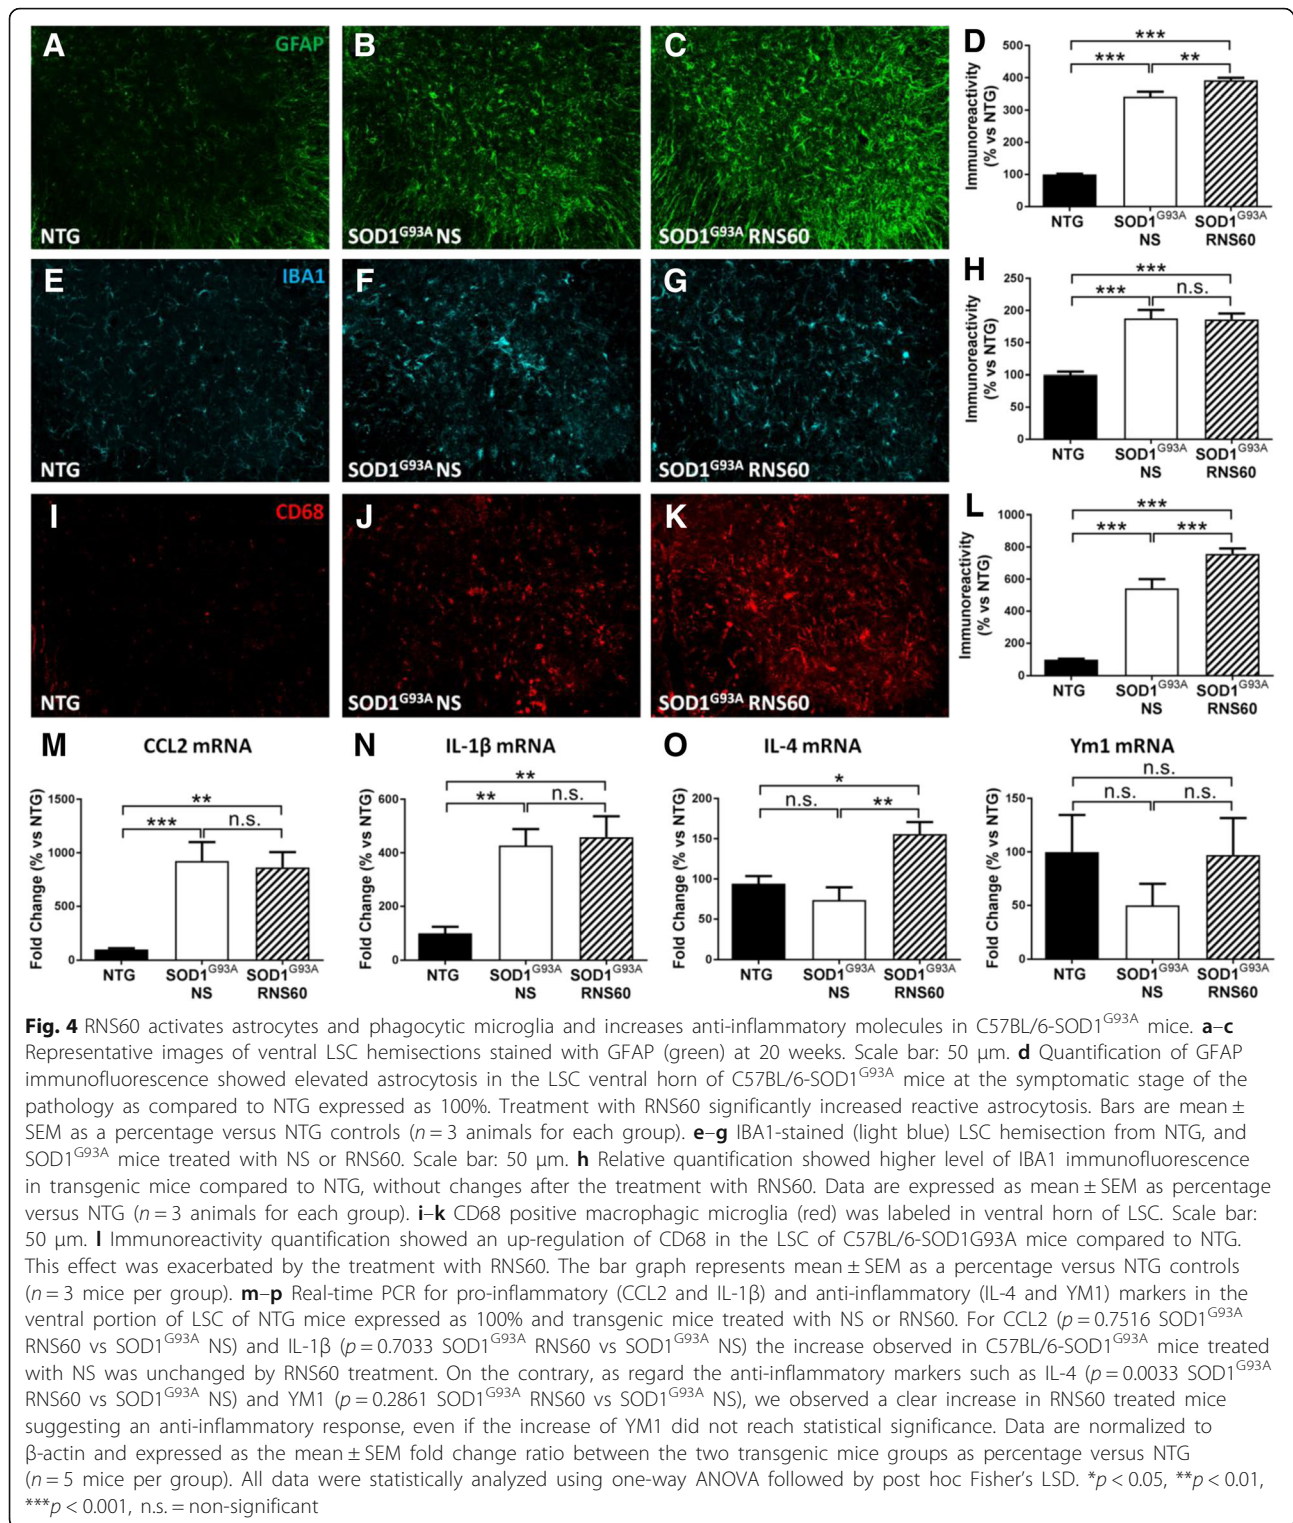 A GFAP
NTG
B
SOD1G93A NS
C
SOD1G93A RNS60
D
***
*** **
Immunoreactivity
(% vs NTG)
500
400
300
200
100
0
NTG SOD1G93A SOD1G93A
NS RNS60
E IBA1
NTG
F
SOD1G93A NS
G
SOD1G93A RNS60
H
***
*** n.s.
Immunoreactivity
(% vs NTG)
250
200
150
100
50
0
NTG SOD1G93A SOD1G93A
NS RNS60
I CD68
NTG
J
SOD1G93A NS
K
SOD1G93A RNS60
L
***
*** ***
Immunoreactivity
(% vs NTG)
1000
800
600
400
200
0
NTG SOD1G93A SOD1G93A
NS RNS60
M CCL2 mRNA
**
*** n.s.
Fold Change (% vs NTG)
1500
1000
500
0
NTG SOD1G93A SOD1G93A
NS RNS60
N IL-1β mRNA
**
** n.s.
Fold Change (% vs NTG)
600
400
200
0
NTG SOD1G93A SOD1G93A
NS RNS60
O IL-4 mRNA
*
n.s. **
Fold Change (% vs NTG)
200
150
100
50
0
NTG SOD1G93A SOD1G93A
NS RNS60
Ym1 mRNA
n.s.
n.s. n.s.
Fold Change (% vs NTG)
150
100
50
0
NTG SOD1G93A SOD1G93A
NS RNS60
Fig. 4 RNS60 activates astrocytes and phagocytic microglia and increases anti-inflammatory molecules in C57BL/6-SOD1G93A mice. a–c
Representative images of ventral LSC hemisections stained with GFAP (green) at 20 weeks. Scale bar: 50 μm. d Quantification of GFAP
immunofluorescence showed elevated astrocytosis in the LSC ventral horn of C57BL/6-SOD1G93A mice at the symptomatic stage of the
pathology as compared to NTG expressed as 100%. Treatment with RNS60 significantly increased reactive astrocytosis. Bars are mean ±
SEM as a percentage versus NTG controls (n = 3 animals for each group). e–g IBA1-stained (light blue) LSC hemisection from NTG, and
SOD1G93A mice treated with NS or RNS60. Scale bar: 50 μm. h Relative quantification showed higher level of IBA1 immunofluorescence
in transgenic mice compared to NTG, without changes after the treatment with RNS60. Data are expressed as mean ± SEM as percentage
versus NTG (n = 3 animals for each group). i–k CD68 positive macrophagic microglia (red) was labeled in ventral horn of LSC. Scale bar:
50 μm. l Immunoreactivity quantification showed an up-regulation of CD68 in the LSC of C57BL/6-SOD1G93A mice compared to NTG.
This effect was exacerbated by the treatment with RNS60. The bar graph represents mean ± SEM as a percentage versus NTG controls
(n = 3 mice per group). m–p Real-time PCR for pro-inflammatory (CCL2 and IL-1β) and anti-inflammatory (IL-4 and YM1) markers in the
ventral portion of LSC of NTG mice expressed as 100% and transgenic mice treated with NS or RNS60. For CCL2 (p = 0.7516 SOD1G93A
RNS60 vs SOD1G93A NS) and IL-1β (p = 0.7033 SOD1G93A RNS60 vs SOD1G93A NS) the increase observed in C57BL/6-SOD1G93A mice treated
with NS was unchanged by RNS60 treatment. On the contrary, as regard the anti-inflammatory markers such as IL-4 (p = 0.0033 SOD1G93A
RNS60 vs SOD1G93A NS) and YM1 (p = 0.2861 SOD1G93A RNS60 vs SOD1G93A NS), we observed a clear increase in RNS60 treated mice
suggesting an anti-inflammatory response, even if the increase of YM1 did not reach statistical significance. Data are normalized to
β-actin and expressed as the mean ± SEM fold change ratio between the two transgenic mice groups as percentage versus NTG
(n = 5 mice per group). All data were statistically analyzed using one-way ANOVA followed by post hoc Fisher's LSD. *p < 0.05, **p < 0.01,
***p < 0.001, n.s. = non-significant